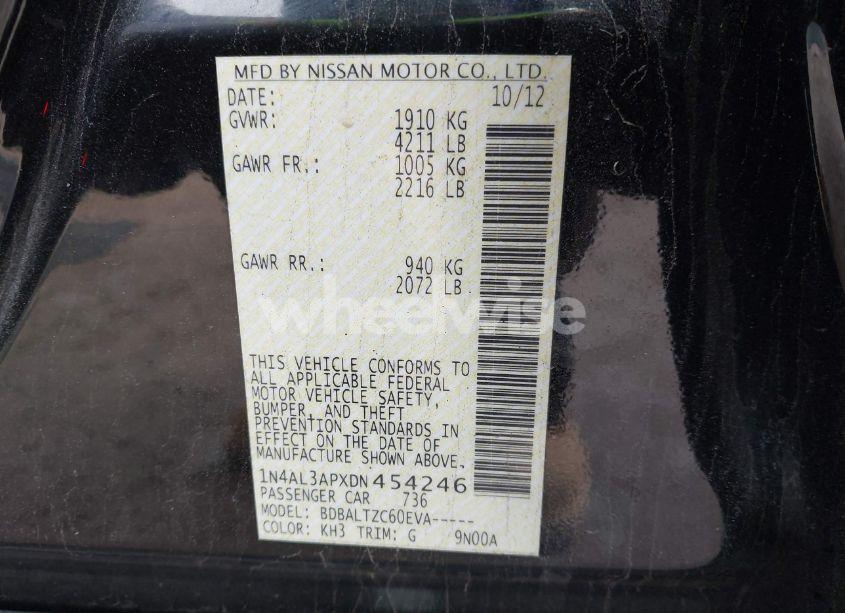 MFD BY NISSAN MOTOR CO., LTD.
DATE: 10/12
GVWR: 1910 KG
4211 LB
GAWR FR.: 1005 KG
2216 LB
GAWR RR.: 940 KG
2072 LB
wheelwise
THIS VEHICLE CONFORMS TO
ALL APPLICABLE FEDERAL
MOTOR VEHICLE SAFETY,
BUMPER, AND THEFT
PREVENTION STANDARDS IN
EFFECT ON THE DATE OF
MANUFACTURE SHOWN ABOVE.
1N4AL3APXDN454246
PASSENGER CAR 736
MODEL: BDBALTZC60EVA-----
COLOR: KH3 TRIM: G 9N00A